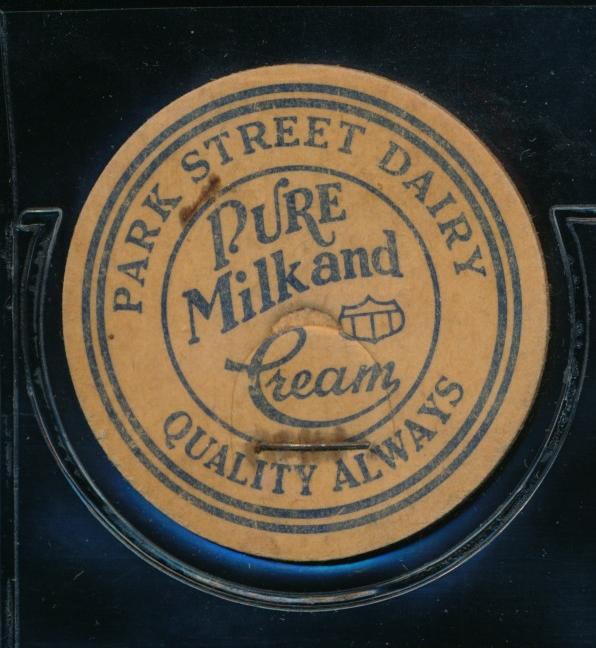 PARK STREET DAIRY
PURE
Milk and
Cream
QUALITY ALWAYS